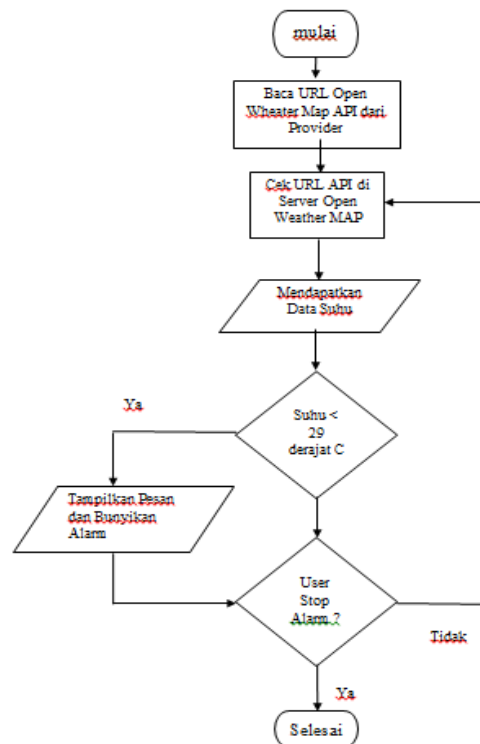 mulai
Baca URL Open
Wheater Map API dari
Provider
Cek URL API di
Server Open
Weather MAP
Mendapatkan
Data Suhu
Ya
Suhu <
29
derajat C
Tampilkan Pesan
dan Bunyikan
Alarm
User
Stop
Alarm ?
Tidak
Ya
Selesai